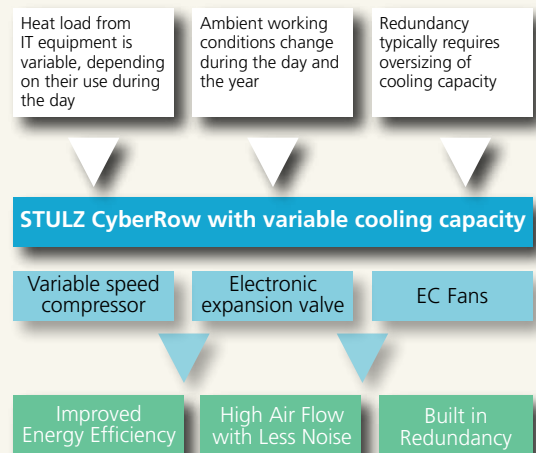 Heat load from
IT equipment is
variable, depending
on their use during
the day
Ambient working
conditions change
during the day and
the year
Redundancy
typically requires
oversizing of
cooling capacity
STULZ CyberRow with variable cooling capacity
Variable speed
compressor
Electronic
expansion valve
EC Fans
Improved
Energy Efficiency
High Air Flow
with Less Noise
Built in
Redundancy